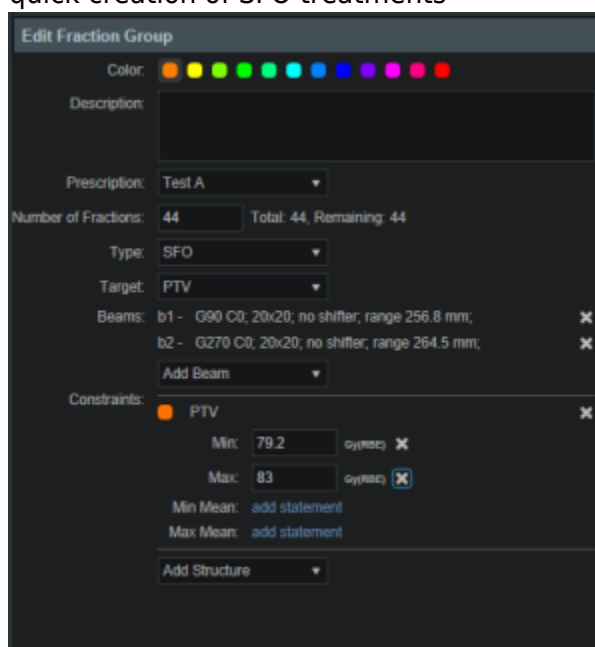 quick creation of SFO treatments
Edit Fraction Group
Color:
Description:
Prescription: Test A
Number of Fractions: 44 Total: 44, Remaining: 44
Type: SFO
Target: PTV
Beams: b1 - G90 C0; 20x20; no shifter; range 256.8 mm;
b2 - G270 C0; 20x20; no shifter; range 264.5 mm;
Add Beam
Constraints:
PTV
Min: 79.2 Gy(RBE)
Max: 83 Gy(RBE)
Min Mean: add statement
Max Mean: add statement
Add Structure